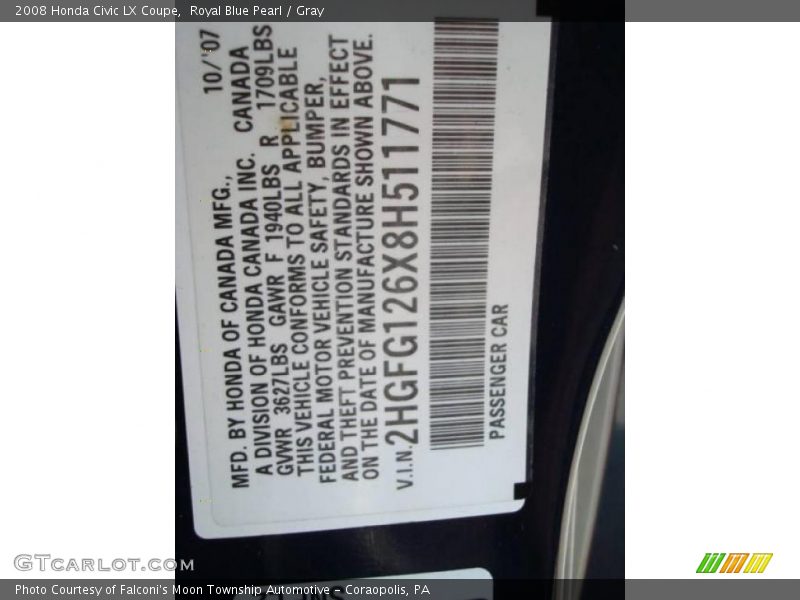 2008 Honda Civic LX Coupe,  Royal Blue Pearl / Gray
MFD. BY HONDA OF CANADA MFG., 10/'07
A DIVISION OF HONDA CANADA INC. CANADA
GVWR 3627LBS GAWR F 1940LBS R 1709LBS
THIS VEHICLE CONFORMS TO ALL APPLICABLE
FEDERAL MOTOR VEHICLE SAFETY, BUMPER,
AND THEFT PREVENTION STANDARDS IN EFFECT
ON THE DATE OF MANUFACTURE SHOWN ABOVE.
V.I.N. 2HGFG126X8H511771
PASSENGER CAR
GTCarlot.com
Photo Courtesy of Falconi's Moon Township Automotive - Coraopolis, PA